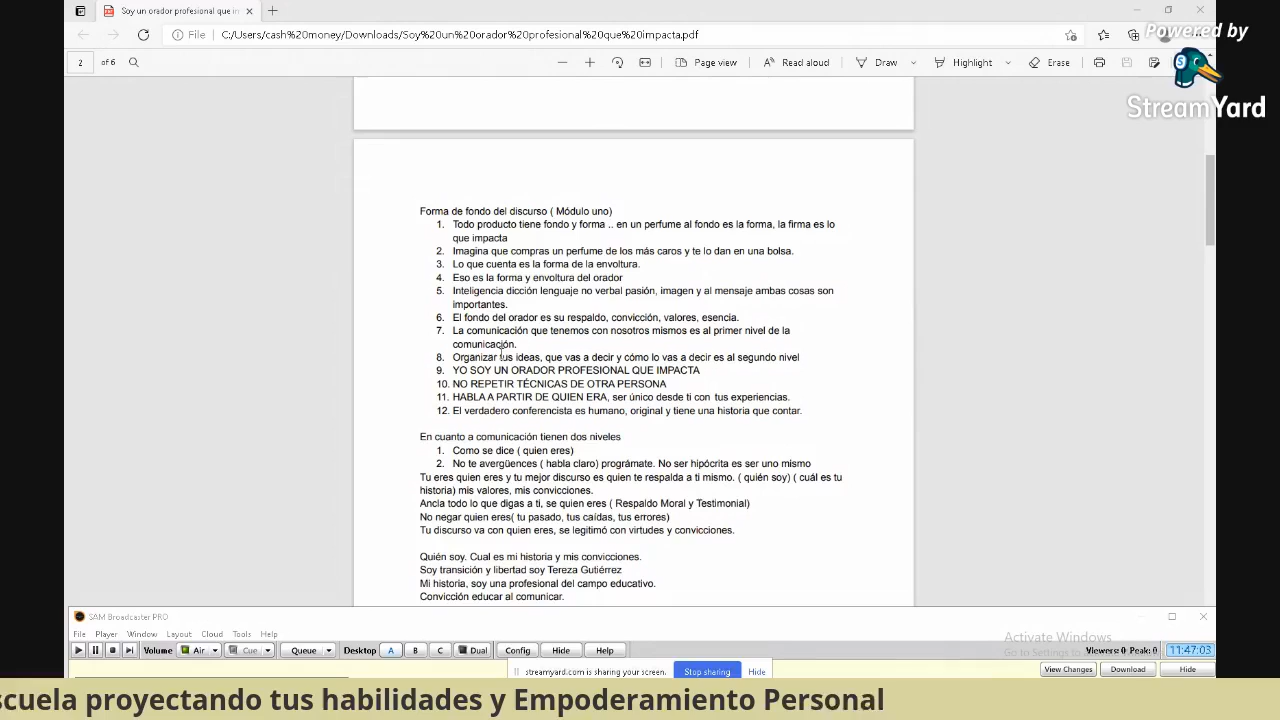 Soy un orador profesional que im
Powered by
StreamYard
File
C:/Users/cash%20money/Downloads/Soy%20un%20orador%20profesional%20que%20impacta.pdf
2 of 6
Page view
Read aloud
Draw
Highlight
Erase
Forma de fondo del discurso ( Módulo uno)
1. Todo producto tiene fondo y forma .. en un perfume al fondo es la forma, la firma es lo
que impacta
2. Imagina que compras un perfume de los más caros y te lo dan en una bolsa.
3. Lo que cuenta es la forma de la envoltura.
4. Eso es la forma y envoltura del orador
5. Inteligencia dicción lenguaje no verbal pasión, imagen y al mensaje ambas cosas son
importantes.
6. El fondo del orador es su respaldo, convicción, valores, esencia.
7. La comunicación que tenemos con nosotros mismos es al primer nivel de la
comunicación.
8. Organizar tus ideas, que vas a decir y cómo lo vas a decir es al segundo nivel
9. YO SOY UN ORADOR PROFESIONAL QUE IMPACTA
10. NO REPETIR TÉCNICAS DE OTRA PERSONA
11. HABLA A PARTIR DE QUIEN ERA, ser único desde ti con tus experiencias.
12. El verdadero conferencista es humano, original y tiene una historia que contar.
En cuanto a comunicación tienen dos niveles
1. Como se dice ( quien eres)
2. No te avergüences ( habla claro) prográmate. No ser hipócrita es ser uno mismo
Tu eres quien eres y tu mejor discurso es quien te respalda a ti mismo. ( quién soy) ( cuál es tu
historia) mis valores, mis convicciones.
Ancla todo lo que digas a ti, se quien eres ( Respaldo Moral y Testimonial)
No negar quien eres( tu pasado, tus caídas, tus errores)
Tu discurso va con quien eres, se legitimó con virtudes y convicciones.
Quién soy. Cual es mi historia y mis convicciones.
Soy transición y libertad soy Tereza Gutiérrez
Mi historia, soy una profesional del campo educativo.
Convicción educar al comunicar.
SAM Broadcaster PRO
File Player Window Layout Cloud Tools Help
Activate Windows
Go to Settings to
Volume Air Cue Queue Desktop A B C Dual Config Hide Help
Viewers: 0 Peak: 0 11:47:03
streamyard.com is sharing your screen. Stop sharing Hide
View Changes Download Hide
scuela proyectando tus habilidades y Empoderamiento Personal